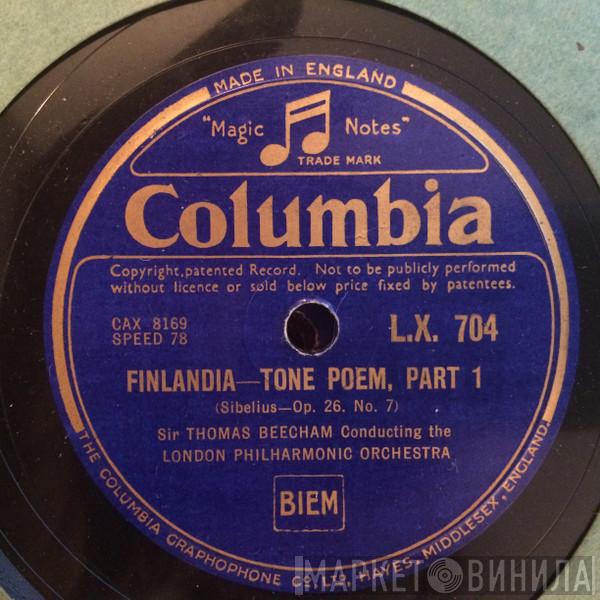 MADE IN ENGLAND
"Magic Notes"
TRADE MARK
Columbia
Copyright, patented Record. Not to be publicly performed
without licence or sold below price fixed by patentees.
CAX 8169
SPEED 78
L.X. 704
FINLANDIA—TONE POEM, PART 1
(Sibelius—Op. 26. No. 7)
Sir THOMAS BEECHAM Conducting the
LONDON PHILHARMONIC ORCHESTRA
BIEM
THE COLUMBIA GRAPHOPHONE CO LTD, HAYES, MIDDLESEX, ENGLAND.
МАРКЕТ ВИНИЛА